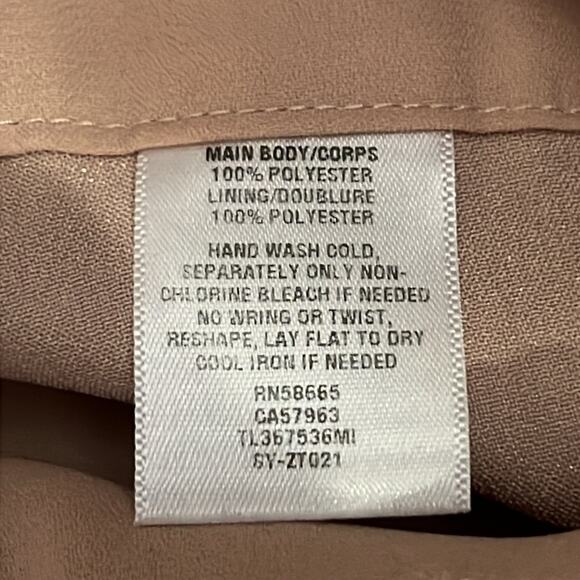 MAIN BODY/CORPS
100% POLYESTER
LINING/DOUBLURE
100% POLYESTER
HAND WASH COLD,
SEPARATELY ONLY NON-
CHLORINE BLEACH IF NEEDED
NO WRING OR TWIST,
RESHAPE, LAY FLAT TO DRY
COOL IRON IF NEEDED
RN58665
CA57963
TL367536MI
SY-ZT021